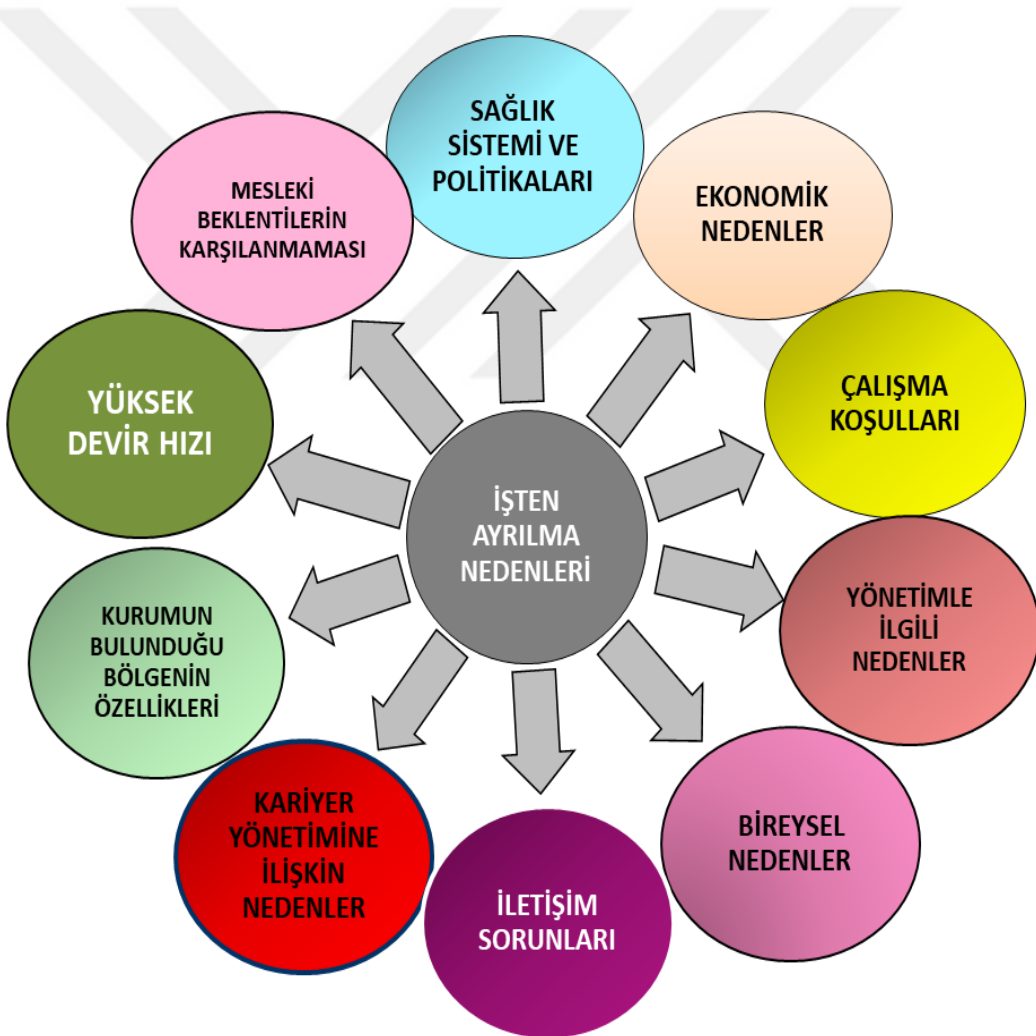 SAĞLIK
SİSTEMİ VE
POLİTİKALARI
EKONOMİK
NEDENLER
ÇALIŞMA
KOŞULLARI
YÖNETİMLE
İLGİLİ
NEDENLER
BİREYSEL
NEDENLER
İLETİŞİM
SORUNLARI
KARİYER
YÖNETİMİNE
İLİŞKİN
NEDENLER
KURUMUN
BULUNDUĞU
BÖLGENİN
ÖZELLİKLERİ
YÜKSEK
DEVİR HIZI
MESLEKİ
BEKLENTİLERİN
KARŞILANMAMASI
İŞTEN
AYRILMA
NEDENLERİ